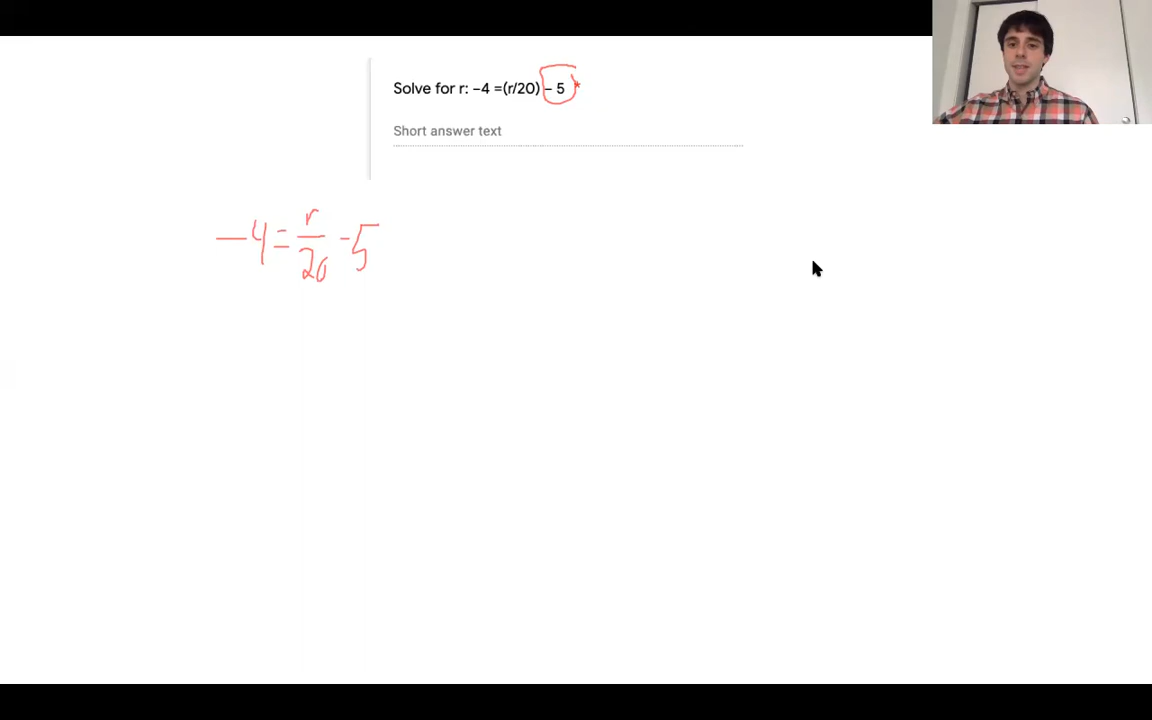 Solve for r: −4 =(r/20) − 5 *
Short answer text
−4 = r/20 -5